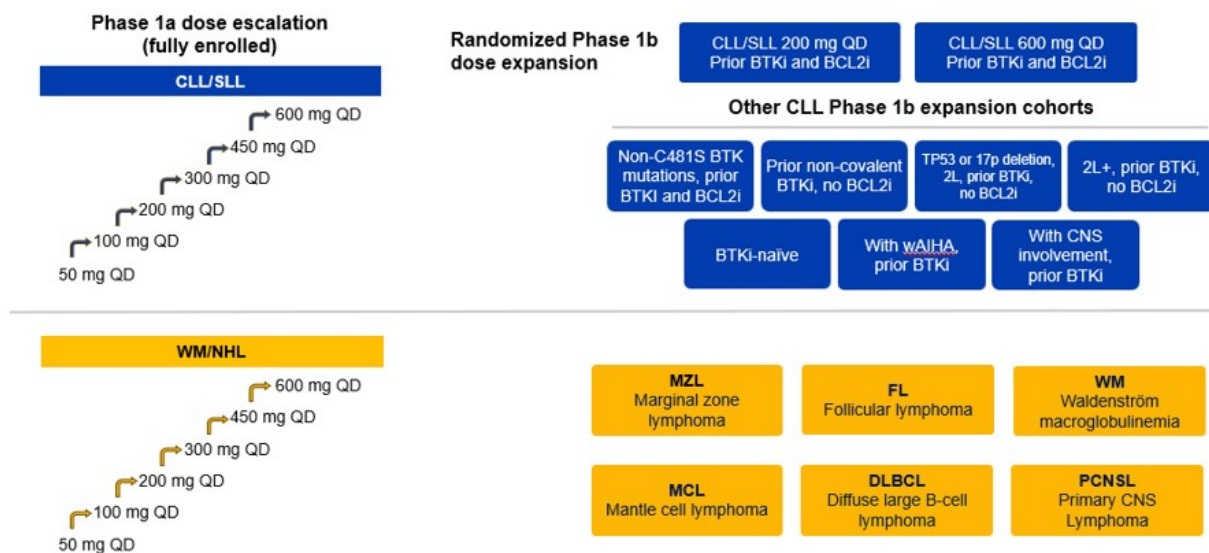 Phase 1a dose escalation
(fully enrolled)
CLL/SLL
600 mg QD
450 mg QD
300 mg QD
200 mg QD
100 mg QD
50 mg QD
Randomized Phase 1b
dose expansion
CLL/SLL 200 mg QD
Prior BTKi and BCL2i
CLL/SLL 600 mg QD
Prior BTKi and BCL2i
Other CLL Phase 1b expansion cohorts
Non-C481S BTK
mutations, prior
BTKI and BCL2i
Prior non-covalent
BTKi, no BCL2i
TP53 or 17p deletion,
2L, prior BTKi,
no BCL2i
2L+, prior BTKi,
no BCL2i
BTKi-naïve
With wAIHA,
prior BTKi
With CNS
involvement,
prior BTKi
WM/NHL
600 mg QD
450 mg QD
300 mg QD
200 mg QD
100 mg QD
50 mg QD
MZL
Marginal zone
lymphoma
FL
Follicular lymphoma
WM
Waldenström
macroglobulinemia
MCL
Mantle cell lymphoma
DLBCL
Diffuse large B-cell
lymphoma
PCNSL
Primary CNS
Lymphoma